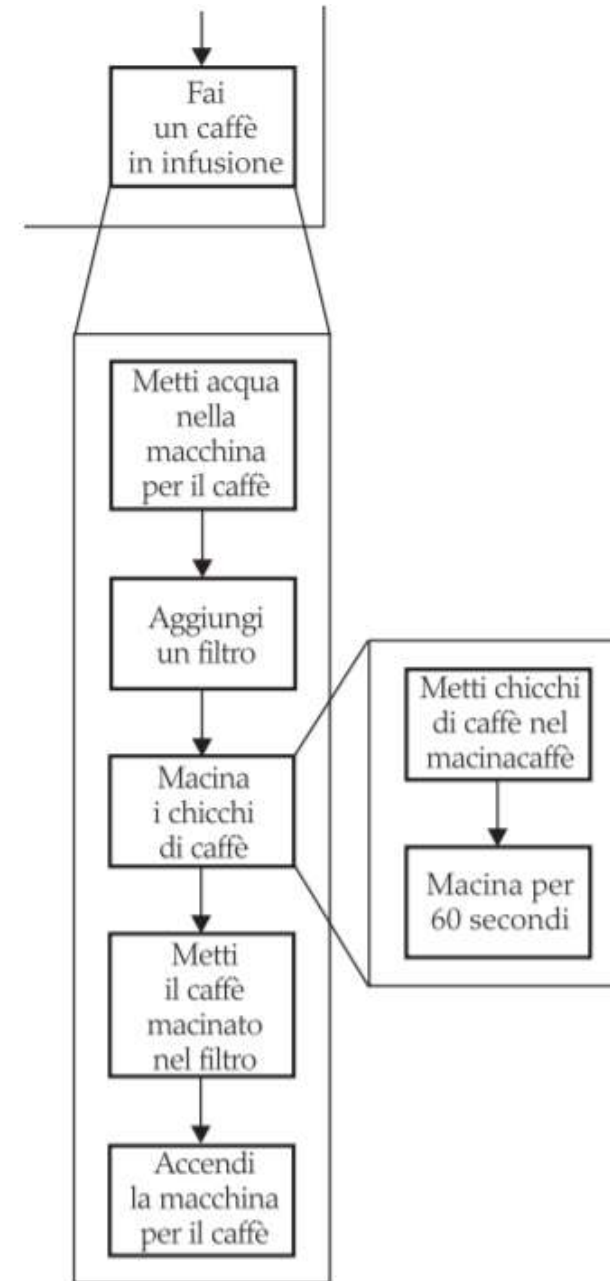 Fai
un caffè
in infusione
Metti acqua
nella
macchina
per il caffè
Aggiungi
un filtro
Macina
i chicchi
di caffè
Metti
il caffè
macinato
nel filtro
Accendi
la macchina
per il caffè
Metti chicchi
di caffè nel
macinacaffè
Macina per
60 secondi